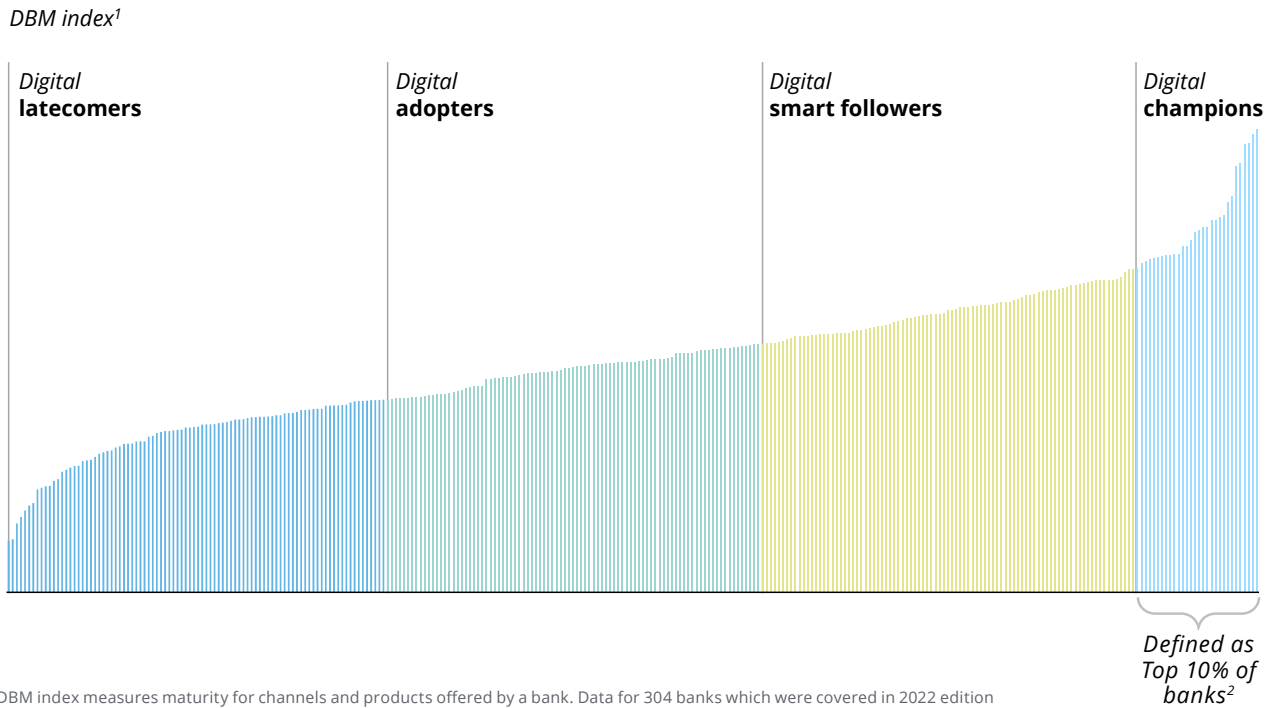 DBM index¹
Digital
latecomers
Digital
adopters
Digital
smart followers
Digital
champions
Defined as
Top 10% of
banks²
DBM index measures maturity for channels and products offered by a bank. Data for 304 banks which were covered in 2022 edition